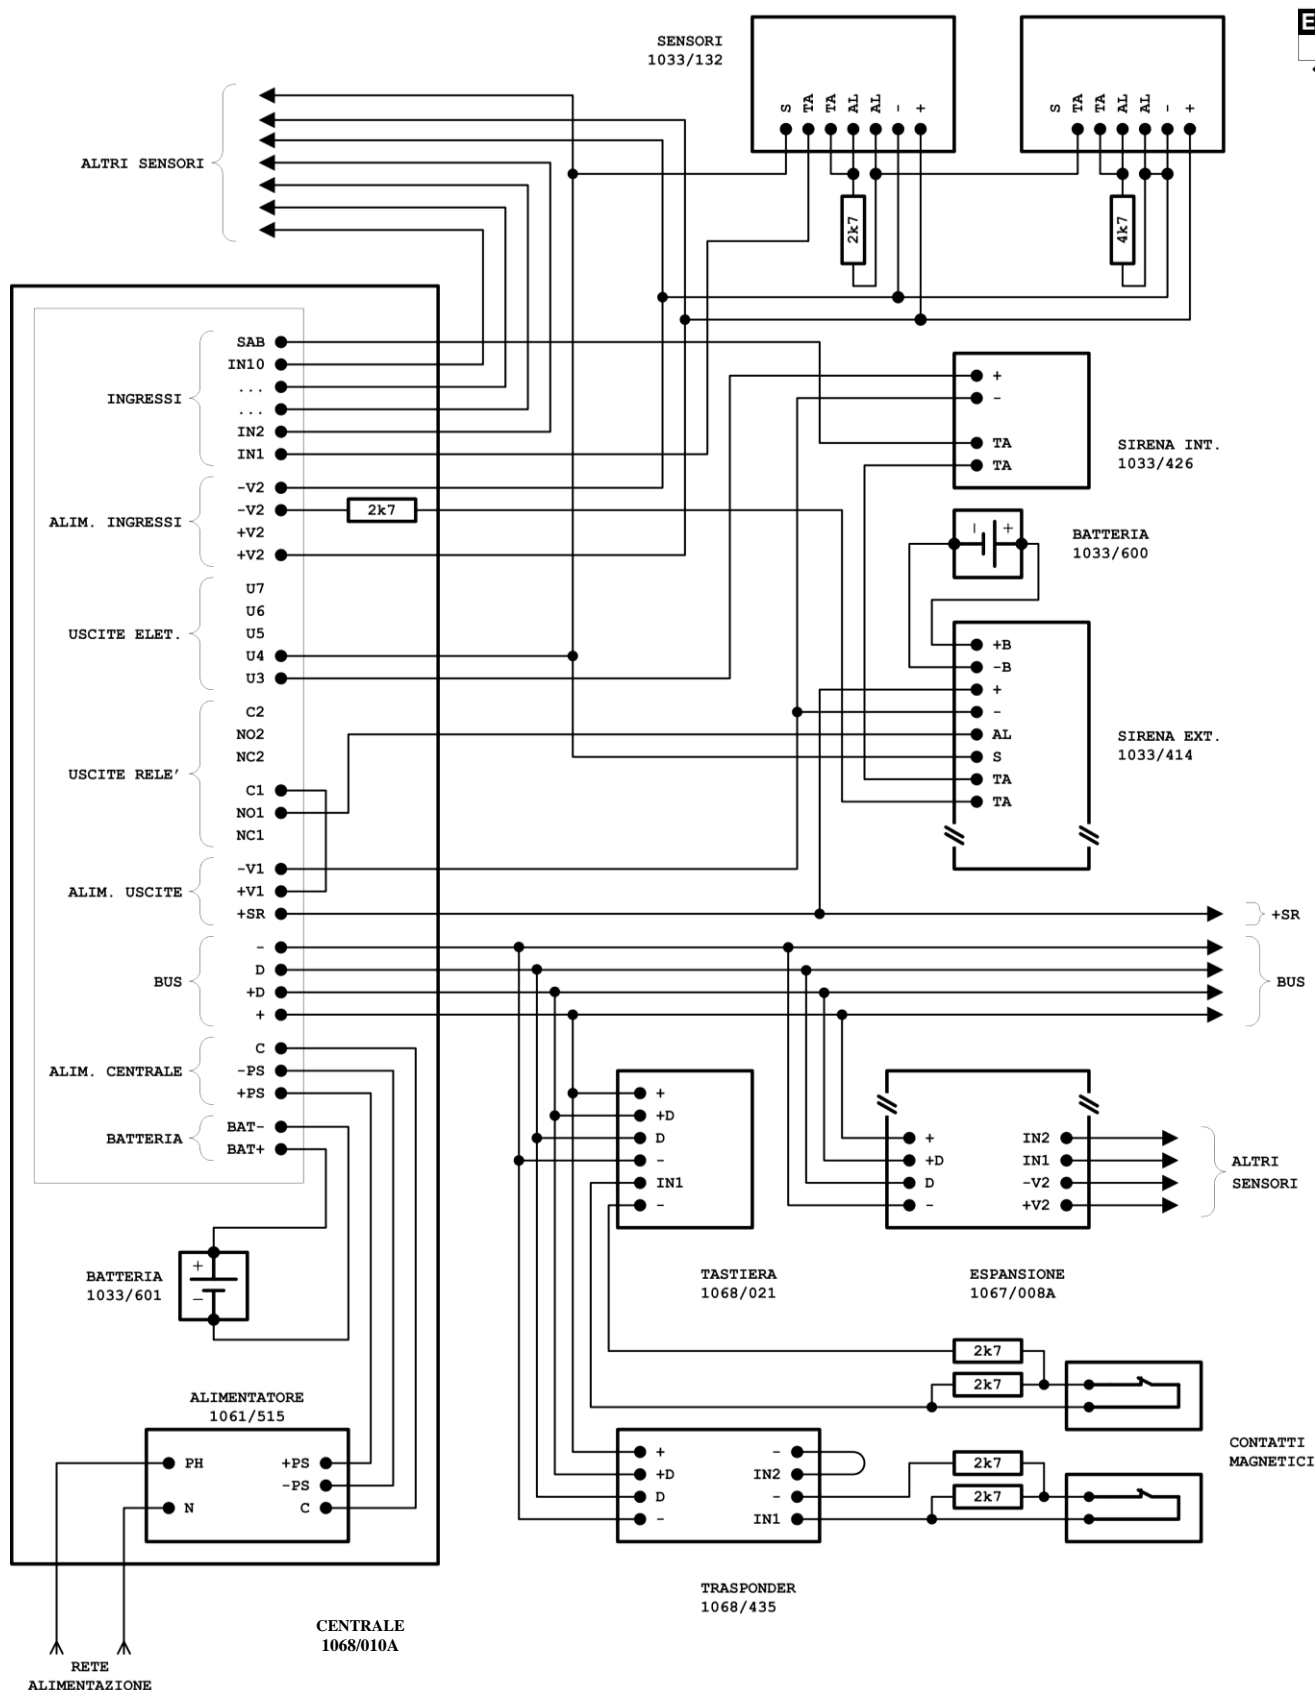 E
SENSORI
1033/132
S TA TA AL AL - +
S TA TA AL AL - +
2k7
4k7
ALTRI SENSORI
INGRESSI
SAB
IN10
...
...
IN2
IN1
ALIM. INGRESSI
-V2
-V2
+V2
+V2
2k7
USCITE ELET.
U7
U6
U5
U4
U3
USCITE RELE'
C2
NO2
NC2
C1
NO1
NC1
ALIM. USCITE
-V1
+V1
+SR
BUS
-
D
+D
+
ALIM. CENTRALE
C
-PS
+PS
BATTERIA
BAT-
BAT+
+
-
TA
TA
SIRENA INT.
1033/426
- +
BATTERIA
1033/600
+B
-B
+
-
AL
S
TA
TA
SIRENA EXT.
1033/414
+SR
BUS
+
+D
D
-
IN1
-
TASTIERA
1068/021
+
+D
D
-
IN2
IN1
-V2
+V2
ESPANSIONE
1067/008A
ALTRI
SENSORI
+
-
BATTERIA
1033/601
ALIMENTATORE
1061/515
PH
N
+PS
-PS
C
2k7
2k7
+
+D
D
-
-
IN2
-
IN1
2k7
2k7
CONTATTI
MAGNETICI
TRASPONDER
1068/435
CENTRALE
1068/010A
RETE
ALIMENTAZIONE